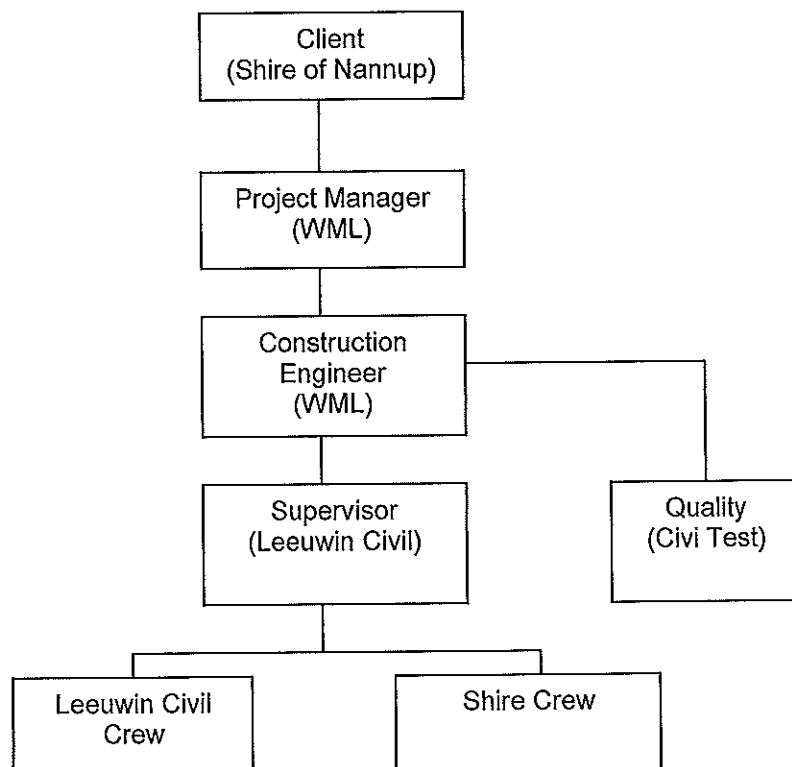 Client
(Shire of Nannup)
Project Manager
(WML)
Construction
Engineer
(WML)
Supervisor
(Leeuwin Civil)
Quality
(Civi Test)
Leeuwin Civil
Crew
Shire Crew